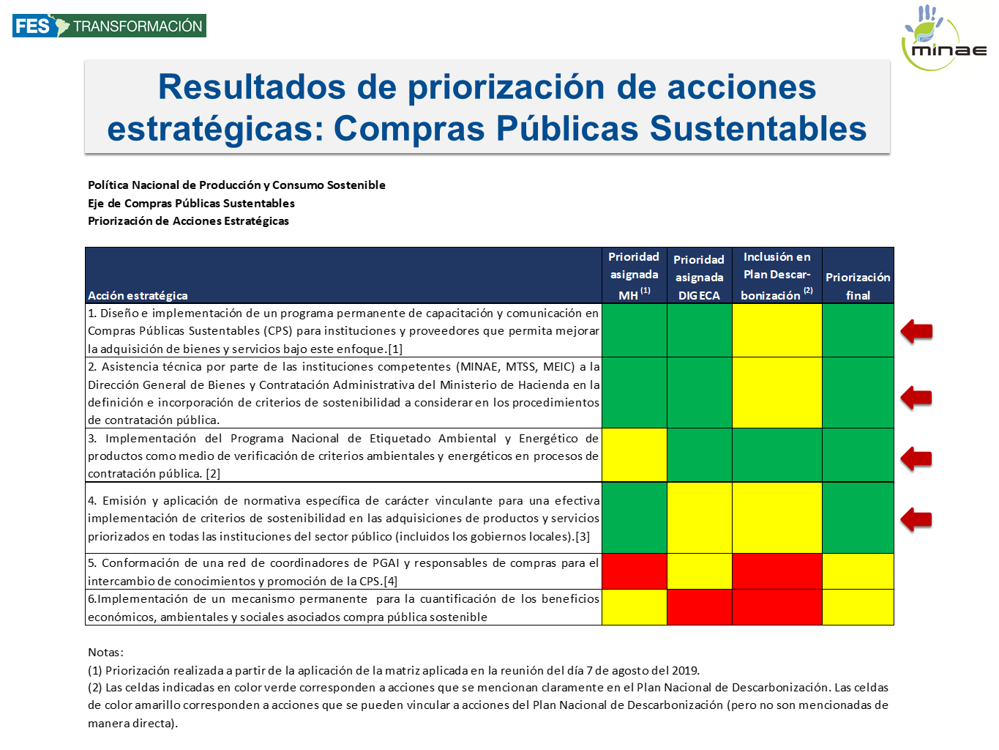 FES TRANSFORMACIÓN
minae
Resultados de priorización de acciones
estratégicas: Compras Públicas Sustentables
Política Nacional de Producción y Consumo Sostenible
Eje de Compras Públicas Sustentables
Priorización de Acciones Estratégicas
Acción estratégica
Prioridad
asignada
MH (1)
Prioridad
asignada
DIGECA
Inclusión en
Plan Descar-
bonización (2)
Priorización
final
1. Diseño e implementación de un programa permanente de capacitación y comunicación en
Compras Públicas Sustentables (CPS) para instituciones y proveedores que permita mejorar
la adquisición de bienes y servicios bajo este enfoque.[1]
2. Asistencia técnica por parte de las instituciones competentes (MINAE, MTSS, MEIC) a la
Dirección General de Bienes y Contratación Administrativa del Ministerio de Hacienda en la
definición e incorporación de criterios de sostenibilidad a considerar en los procedimientos
de contratación pública.
3. Implementación del Programa Nacional de Etiquetado Ambiental y Energético de
productos como medio de verificación de criterios ambientales y energéticos en procesos de
contratación pública. [2]
4. Emisión y aplicación de normativa específica de carácter vinculante para una efectiva
implementación de criterios de sostenibilidad en las adquisiciones de productos y servicios
priorizados en todas las instituciones del sector público (incluidos los gobiernos locales).[3]
5. Conformación de una red de coordinadores de PGAI y responsables de compras para el
intercambio de conocimientos y promoción de la CPS.[4]
6.Implementación de un mecanismo permanente para la cuantificación de los beneficios
económicos, ambientales y sociales asociados compra pública sostenible
Notas:
(1) Priorización realizada a partir de la aplicación de la matriz aplicada en la reunión del día 7 de agosto del 2019.
(2) Las celdas indicadas en color verde corresponden a acciones que se mencionan claramente en el Plan Nacional de Descarbonización. Las celdas
de color amarillo corresponden a acciones que se pueden vincular a acciones del Plan Nacional de Descarbonización (pero no son mencionadas de
manera directa).